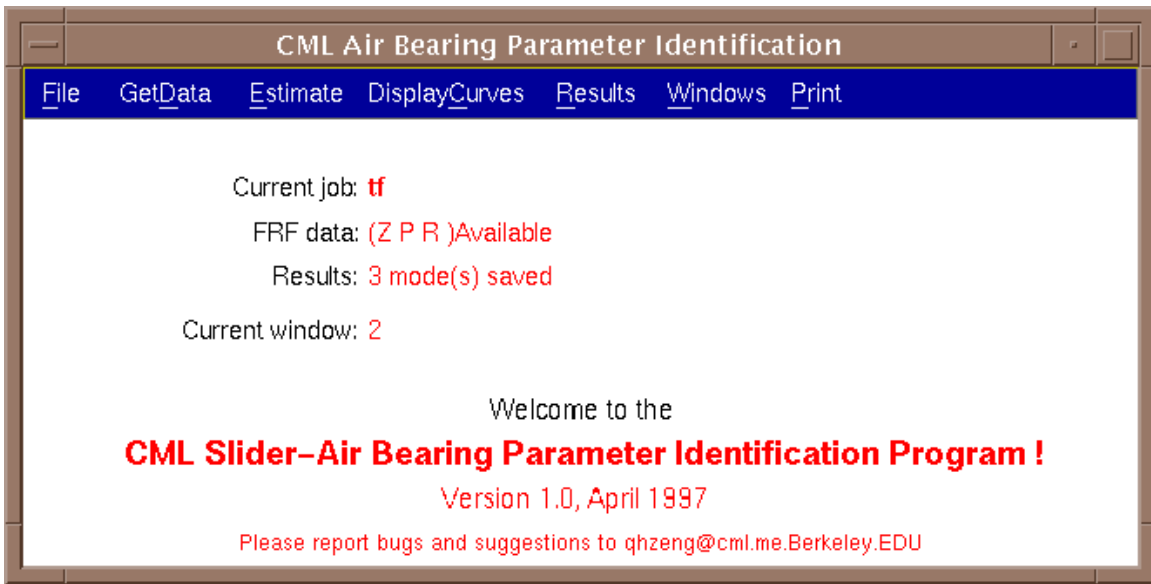 CML Air Bearing Parameter Identification
File GetData Estimate DisplayCurves Results Windows Print
Current job: tf
FRF data: (Z P R )Available
Results: 3 mode(s) saved
Current window: 2
Welcome to the
CML Slider–Air Bearing Parameter Identification Program !
Version 1.0, April 1997
Please report bugs and suggestions to qhzeng@cml.me.Berkeley.EDU